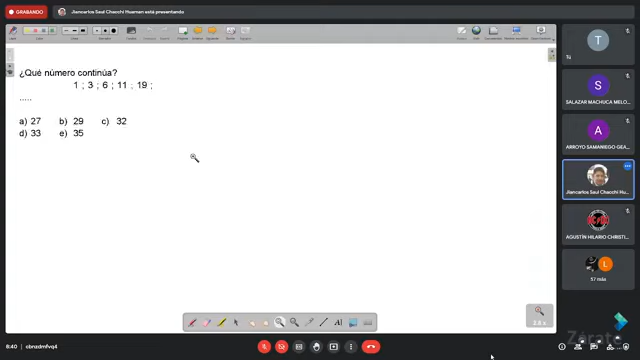 GRABANDO
Jiancarlos Saul Chacchi Huaman está presentando
¿Qué número continúa?
1 ; 3 ; 6 ; 11 ; 19 ;
.....
a) 27 b) 29 c) 32
d) 33 e) 35
T
Tú
S
SALAZAR MACHUCA MELO...
A
ARROYO SAMANIEGO GEA...
Jiancarlos Saul Chacchi Hu...
AGUSTÍN HILARIO CHRISTI...
L
57 más
8:40
cbnzdmfvq4
Zárate